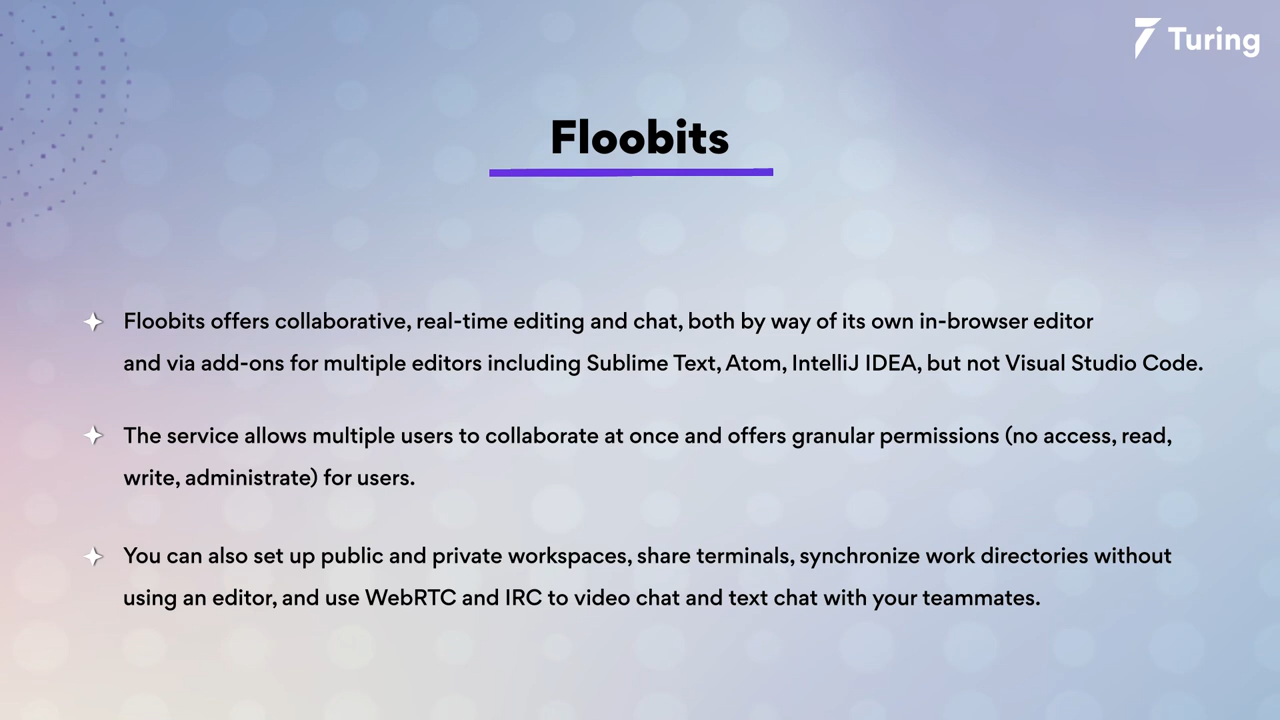 Turing
Floobits
Floobits offers collaborative, real-time editing and chat, both by way of its own in-browser editor
and via add-ons for multiple editors including Sublime Text, Atom, IntelliJ IDEA, but not Visual Studio Code.
The service allows multiple users to collaborate at once and offers granular permissions (no access, read,
write, administrate) for users.
You can also set up public and private workspaces, share terminals, synchronize work directories without
using an editor, and use WebRTC and IRC to video chat and text chat with your teammates.